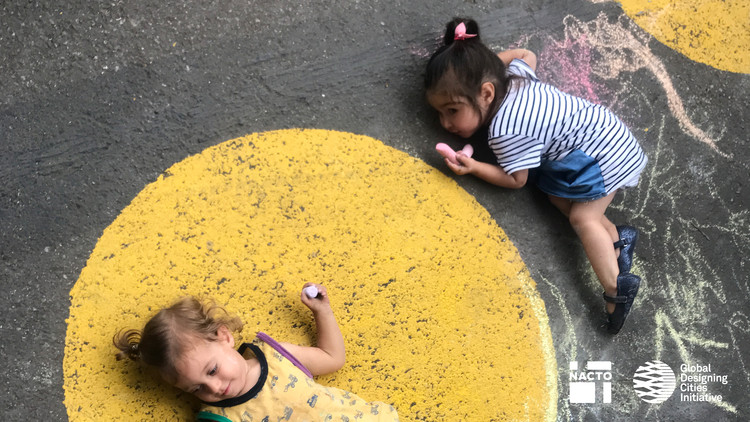 NACTO
Global
Designing
Cities
Initiative